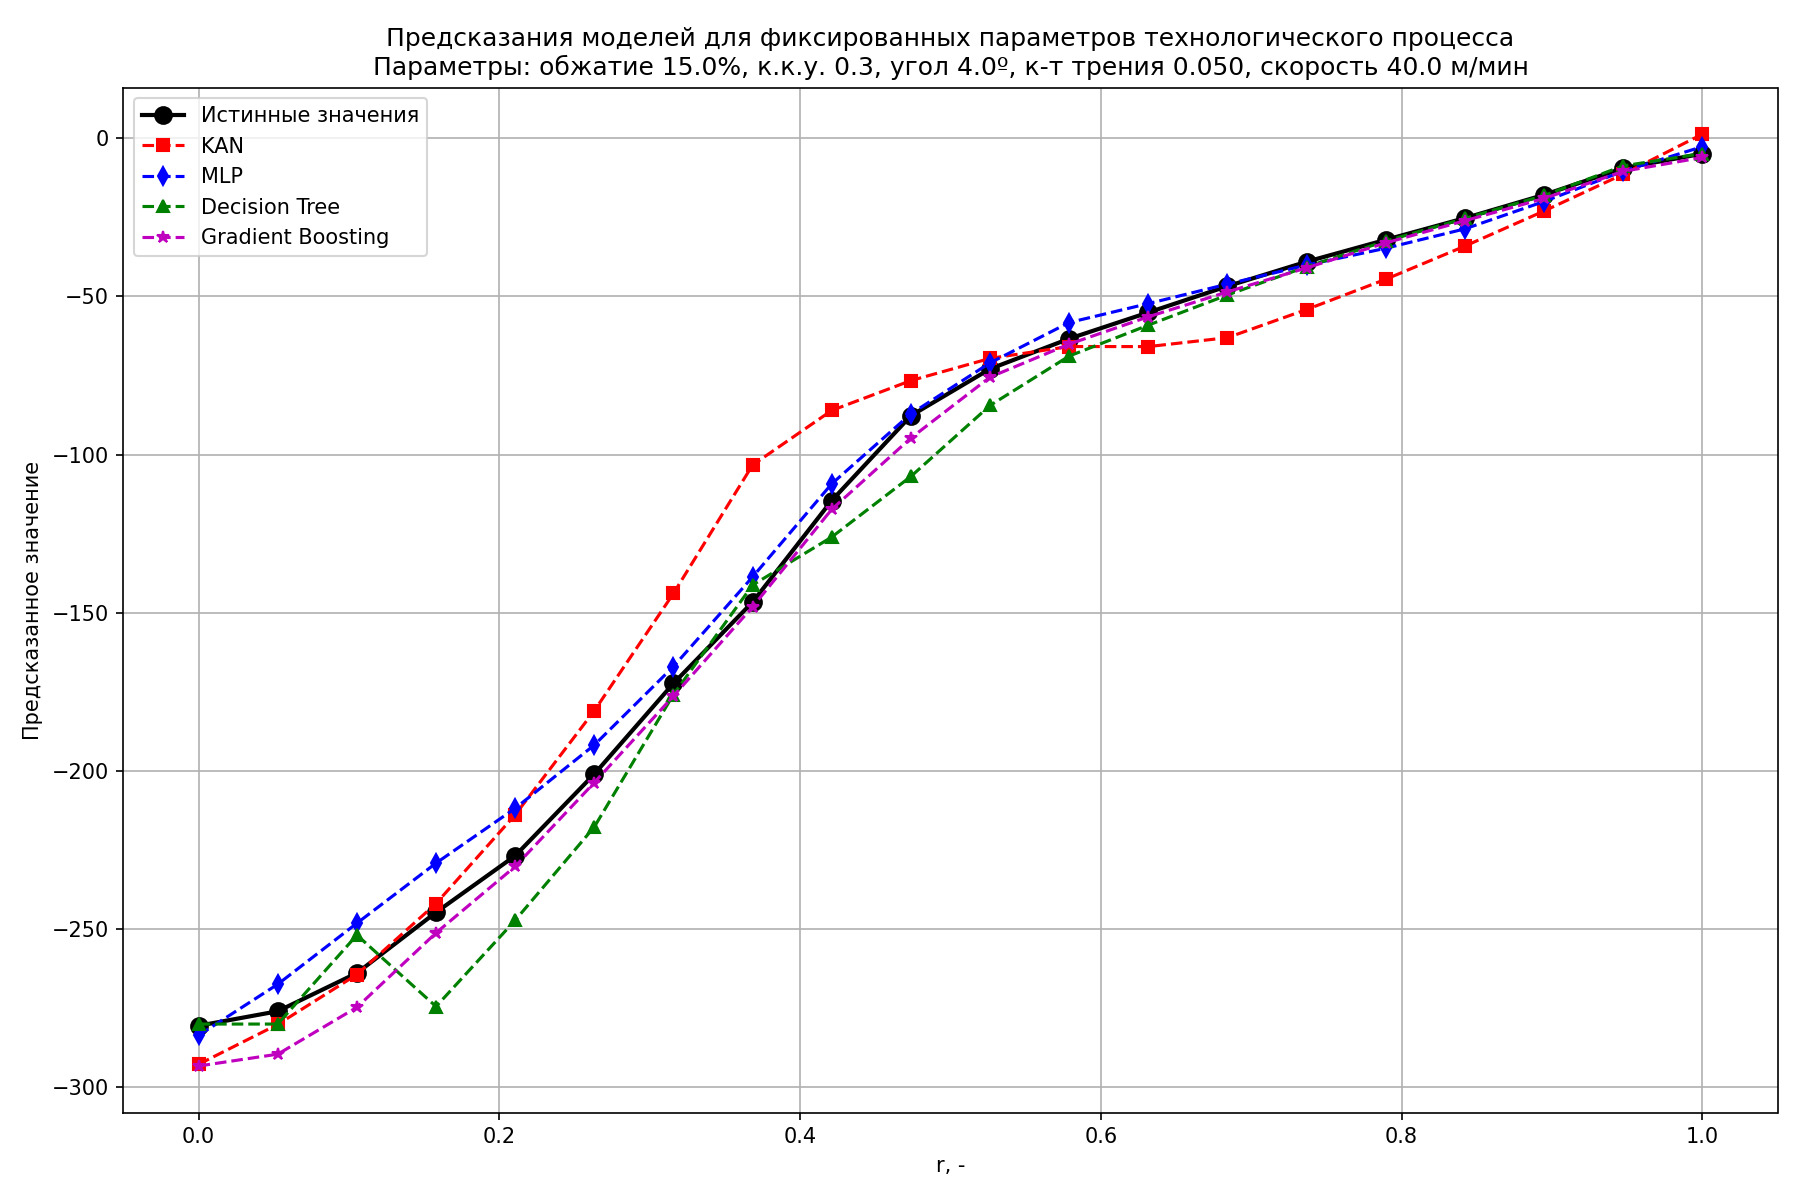 Предсказания моделей для фиксированных параметров технологического процесса
Параметры: обжатие 15.0%, к.к.у. 0.3, угол 4.0º, к-т трения 0.050, скорость 40.0 м/мин
Истинные значения
KAN
MLP
Decision Tree
Gradient Boosting
Предсказанное значение
0
−50
−100
−150
−200
−250
−300
0.0 0.2 0.4 0.6 0.8 1.0
r, -